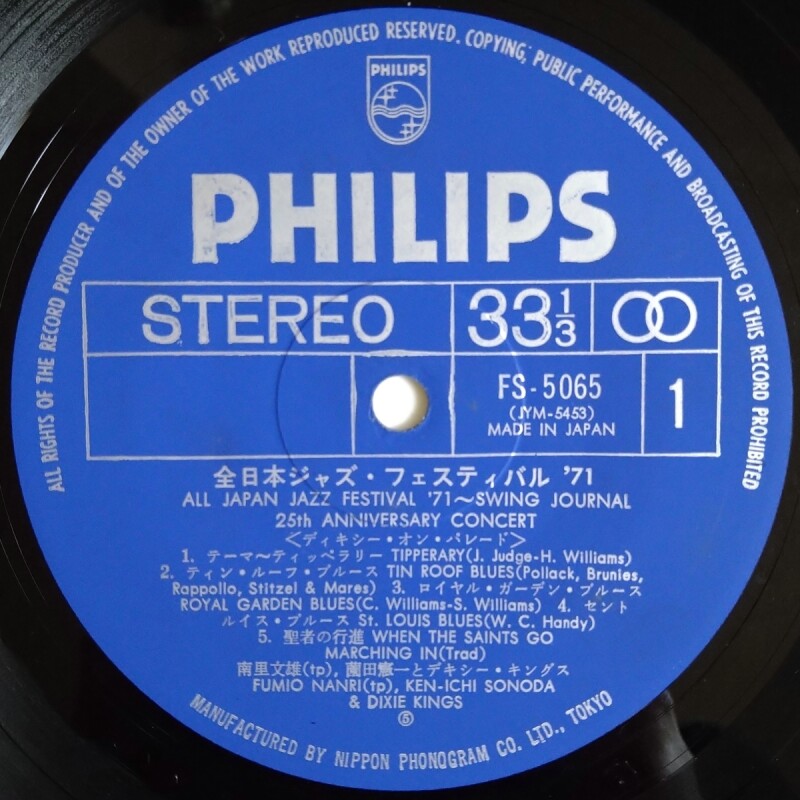 ALL RIGHTS OF THE RECORD PRODUCER AND OF THE OWNER OF THE WORK REPRODUCED RESERVED. COPYING, PUBLIC PERFORMANCE AND BROADCASTING OF THIS RECORD PROHIBITED
PHILIPS
PHILIPS
STEREO 33 1/3
FS-5065
(JYM-5453)
MADE IN JAPAN
1
全日本ジャズ・フェスティバル '71
ALL JAPAN JAZZ FESTIVAL '71〜SWING JOURNAL
25th ANNIVERSARY CONCERT
<ディキシー・オン・パレード>
1. テーマ〜ティッペラリー TIPPERARY(J. Judge-H. Williams)
2. ティン・ルーフ・ブルース TIN ROOF BLUES(Pollack, Brunies,
Rappollo, Stitzel & Mares) 3. ロイヤル・ガーデン・ブルース
ROYAL GARDEN BLUES(C. Williams-S. Williams) 4. セント
ルイス・ブルース St. LOUIS BLUES(W. C. Handy)
5. 聖者の行進 WHEN THE SAINTS GO
MARCHING IN(Trad)
南里文雄(tp), 薗田憲一とデキシー・キングス
FUMIO NANRI(tp), KEN-ICHI SONODA
& DIXIE KINGS
⑤
MANUFACTURED BY NIPPON PHONOGRAM CO. LTD., TOKYO